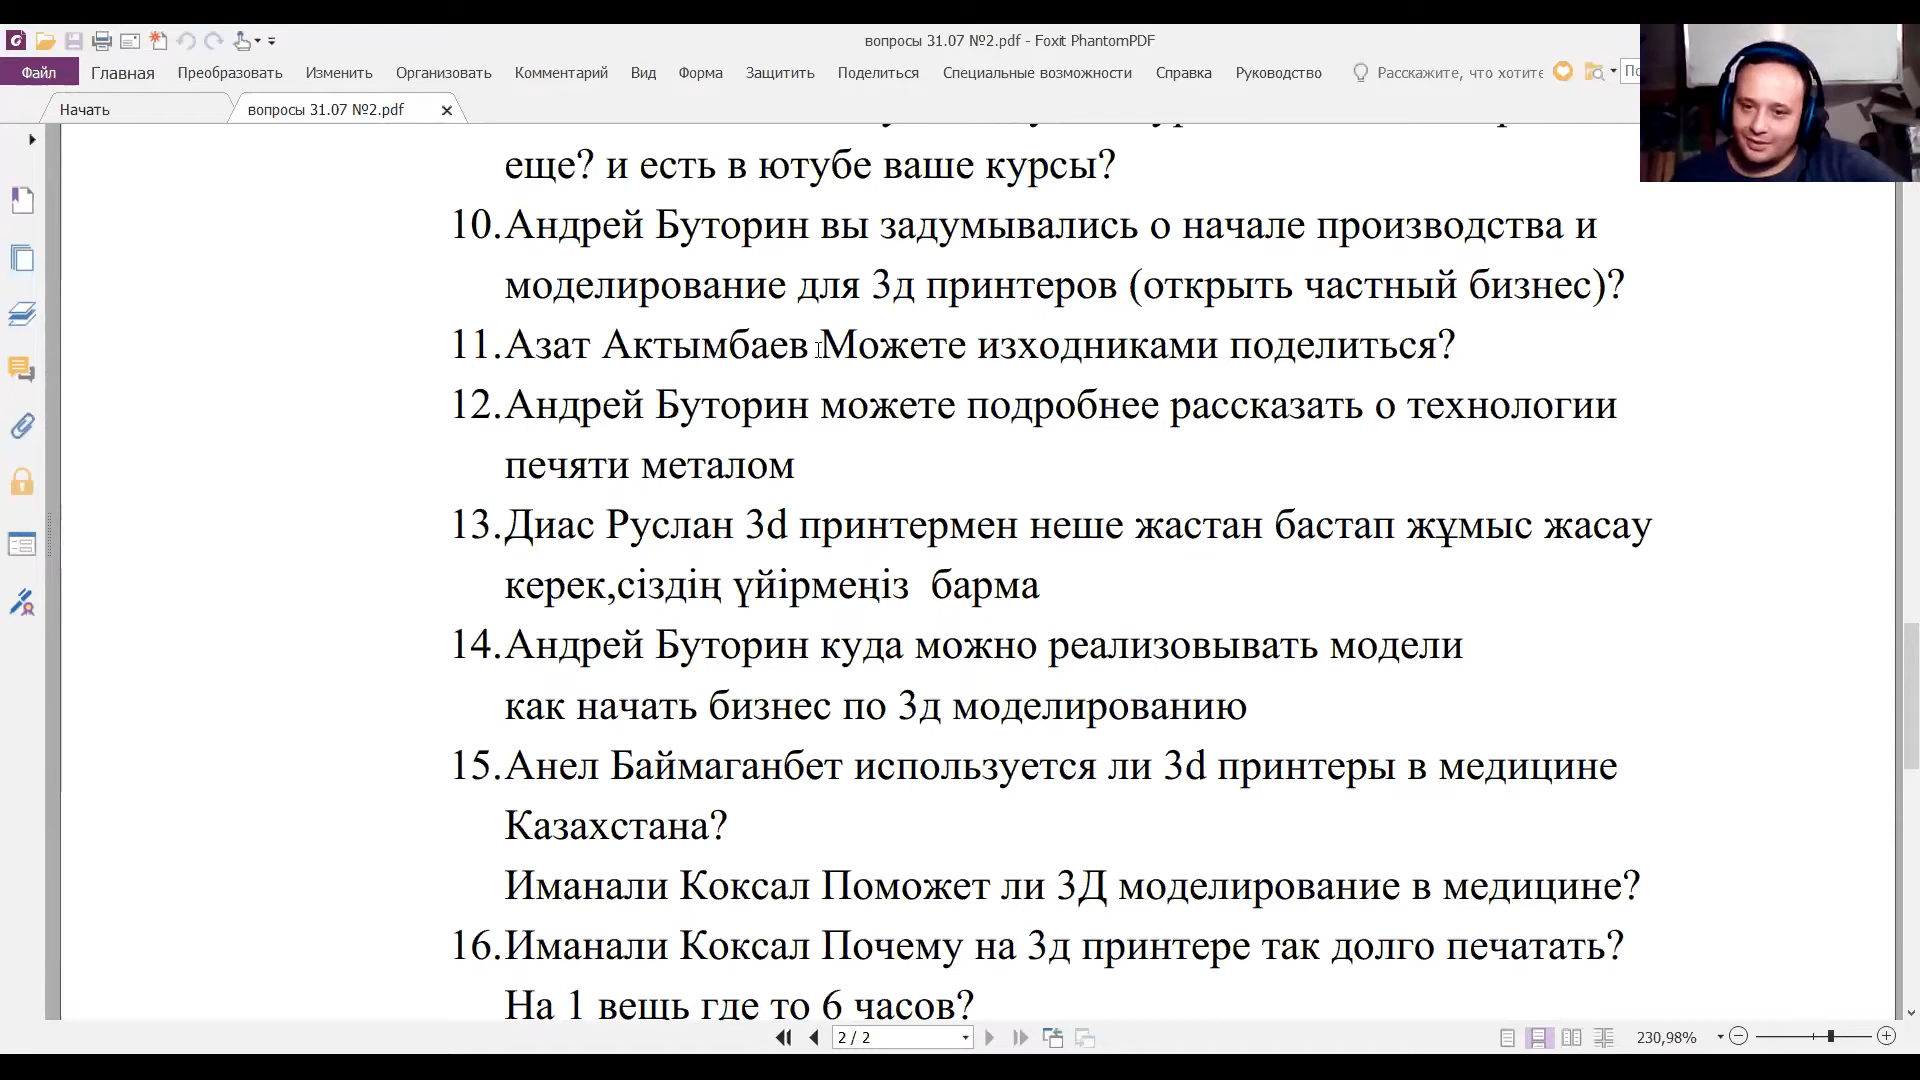 вопросы 31.07 №2.pdf - Foxit PhantomPDF
Файл Главная Преобразовать Изменить Организовать Комментарий Вид Форма Защитить Поделиться Специальные возможности Справка Руководство Расскажите, что хотите
Начать вопросы 31.07 №2.pdf
еще? и есть в ютубе ваше курсы?
10. Андрей Буторин вы задумывались о начале производства и
моделирование для 3д принтеров (открыть частный бизнес)?
11. Азат Актымбаев Можете изходниками поделиться?
12. Андрей Буторин можете подробнее рассказать о технологии
печяти металом
13. Диас Руслан 3d принтермен неше жастан бастап жұмыс жасау
керек,сіздің үйірмеңіз барма
14. Андрей Буторин куда можно реализовывать модели
как начать бизнес по 3д моделированию
15. Анел Баймаганбет используется ли 3d принтеры в медицине
Казахстана?
Иманали Коксал Поможет ли 3Д моделирование в медицине?
16. Иманали Коксал Почему на 3д принтере так долго печатать?
На 1 вещь где то 6 часов?
2 / 2 230,98%